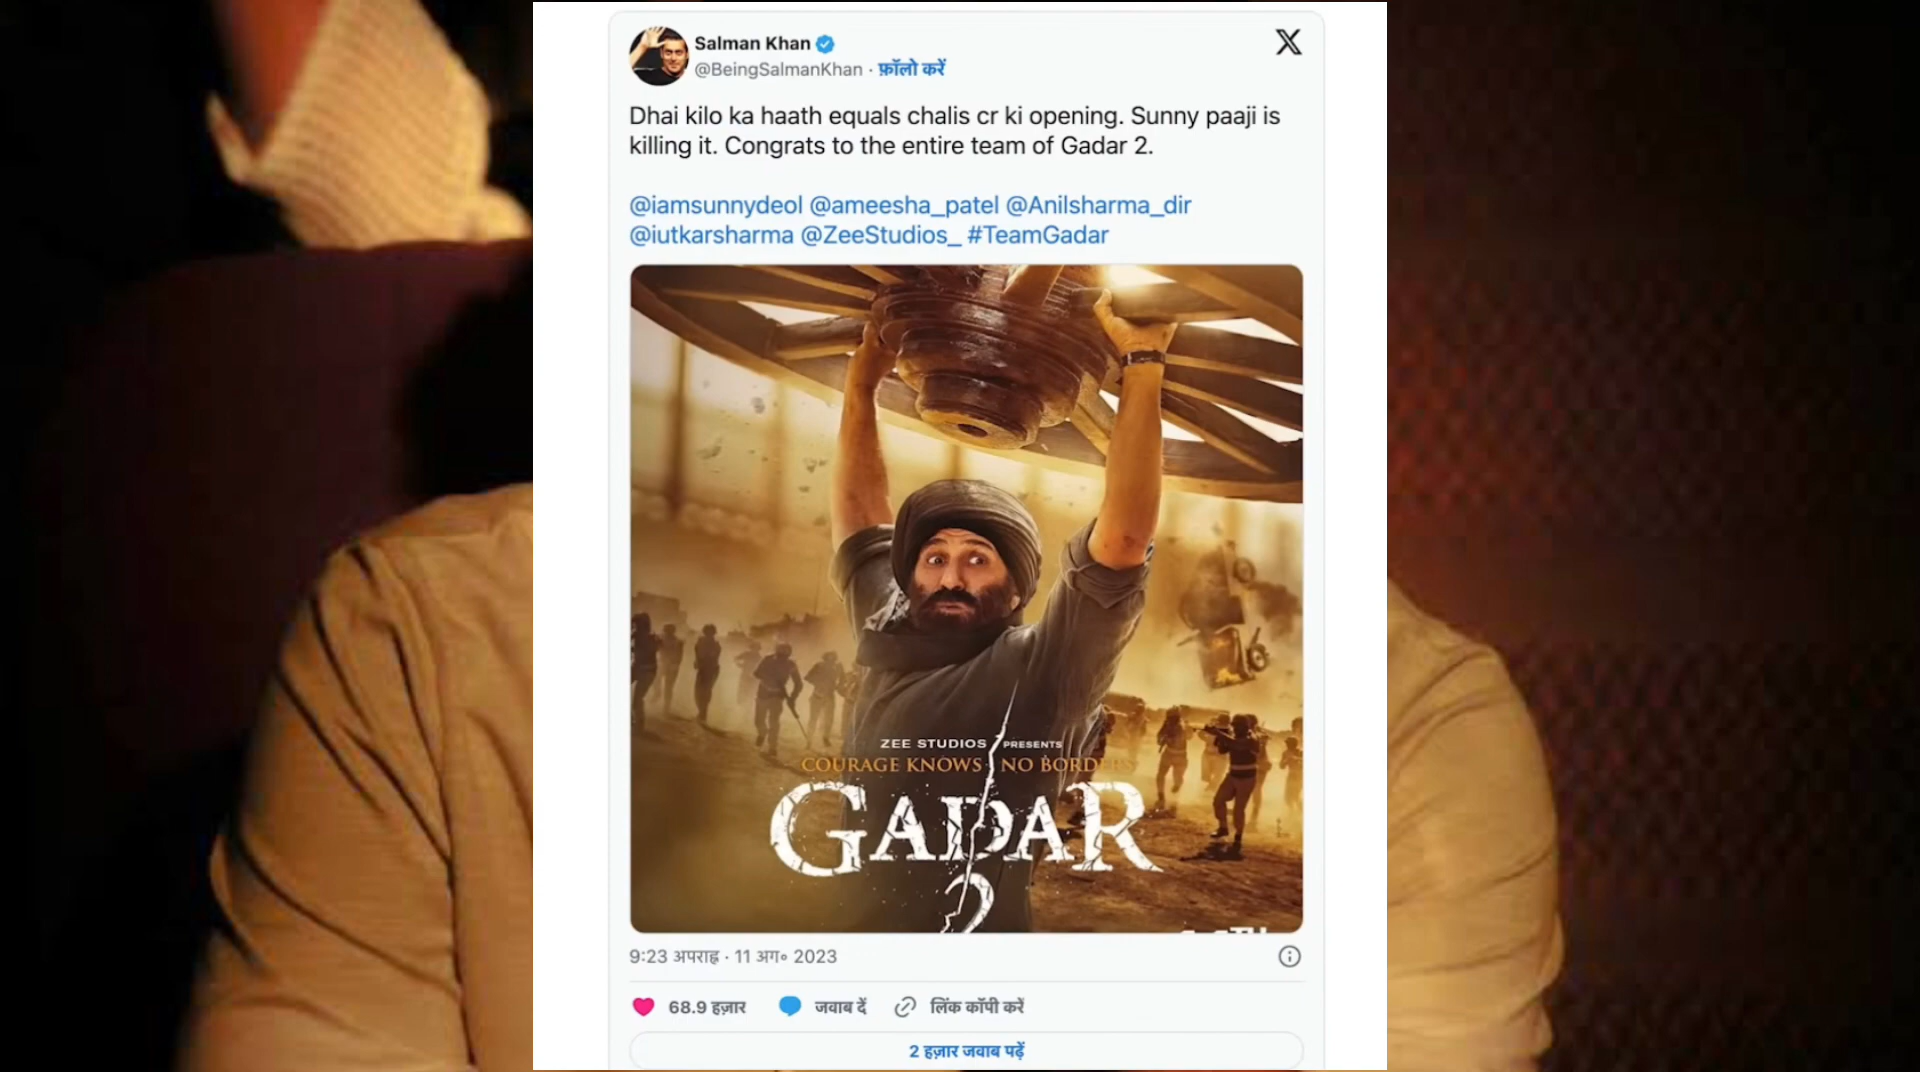 Salman Khan
@BeingSalmanKhan · फ़ॉलो करें
Dhai kilo ka haath equals chalis cr ki opening. Sunny paaji is
killing it. Congrats to the entire team of Gadar 2.
@iamsunnydeol @ameesha_patel @Anilsharma_dir
@iutkarsharma @ZeeStudios_ #TeamGadar
ZEE STUDIOS PRESENTS
COURAGE KNOWS NO BORDERS
GADAR
2
9:23 अपराह्न · 11 अग॰ 2023
68.9 हज़ार जवाब दें लिंक कॉपी करें
2 हज़ार जवाब पढ़ें